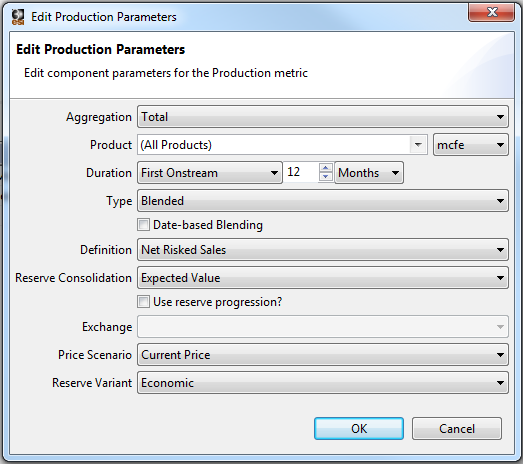 Edit Production Parameters
Edit Production Parameters
Edit component parameters for the Production metric
Aggregation Total
Product (All Products) mcfe
Duration First Onstream 12 Months
Type Blended
Date-based Blending
Definition Net Risked Sales
Reserve Consolidation Expected Value
Use reserve progression?
Exchange
Price Scenario Current Price
Reserve Variant Economic
OK Cancel